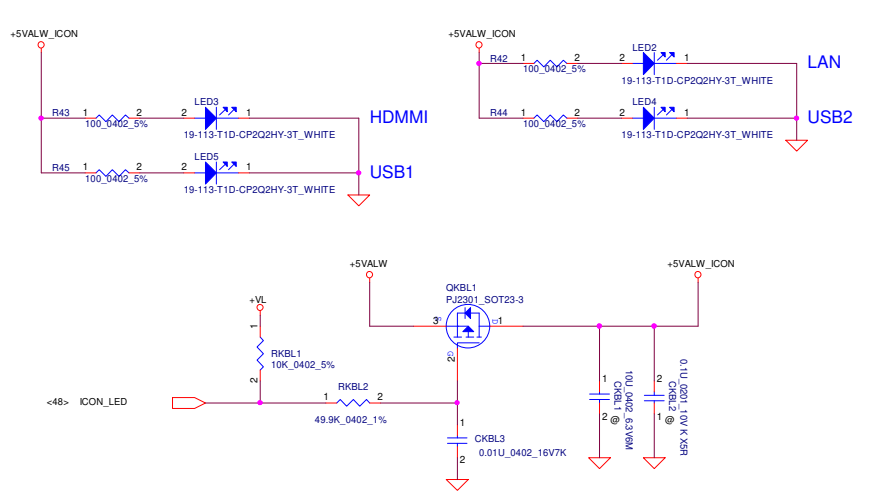 +5VALW_ICON
R43 1 2 2 LED3 1 HDMMI
100_0402_5%
19-113-T1D-CP2Q2HY-3T_WHITE
R45 1 2 2 LED5 1 USB1
100_0402_5%
19-113-T1D-CP2Q2HY-3T_WHITE
+5VALW_ICON
R42 1 2 2 LED2 1 LAN
100_0402_5%
19-113-T1D-CP2Q2HY-3T_WHITE
R44 1 2 2 LED4 1 USB2
100_0402_5%
19-113-T1D-CP2Q2HY-3T_WHITE
+5VALW
+5VALW_ICON
QKBL1
PJ2301_SOT23-3
3 S D 1
G 2
+VL
1
RKBL1
10K_0402_5%
2
<48> ICON_LED
RKBL2
1 2
49.9K_0402_1%
1
CKBL3
0.01U_0402_16V7K
2
1
10U_0402_6.3V6M
CKBL1
2 @
2
0.1U_0201_10V K X5R
CKBL2
1 @